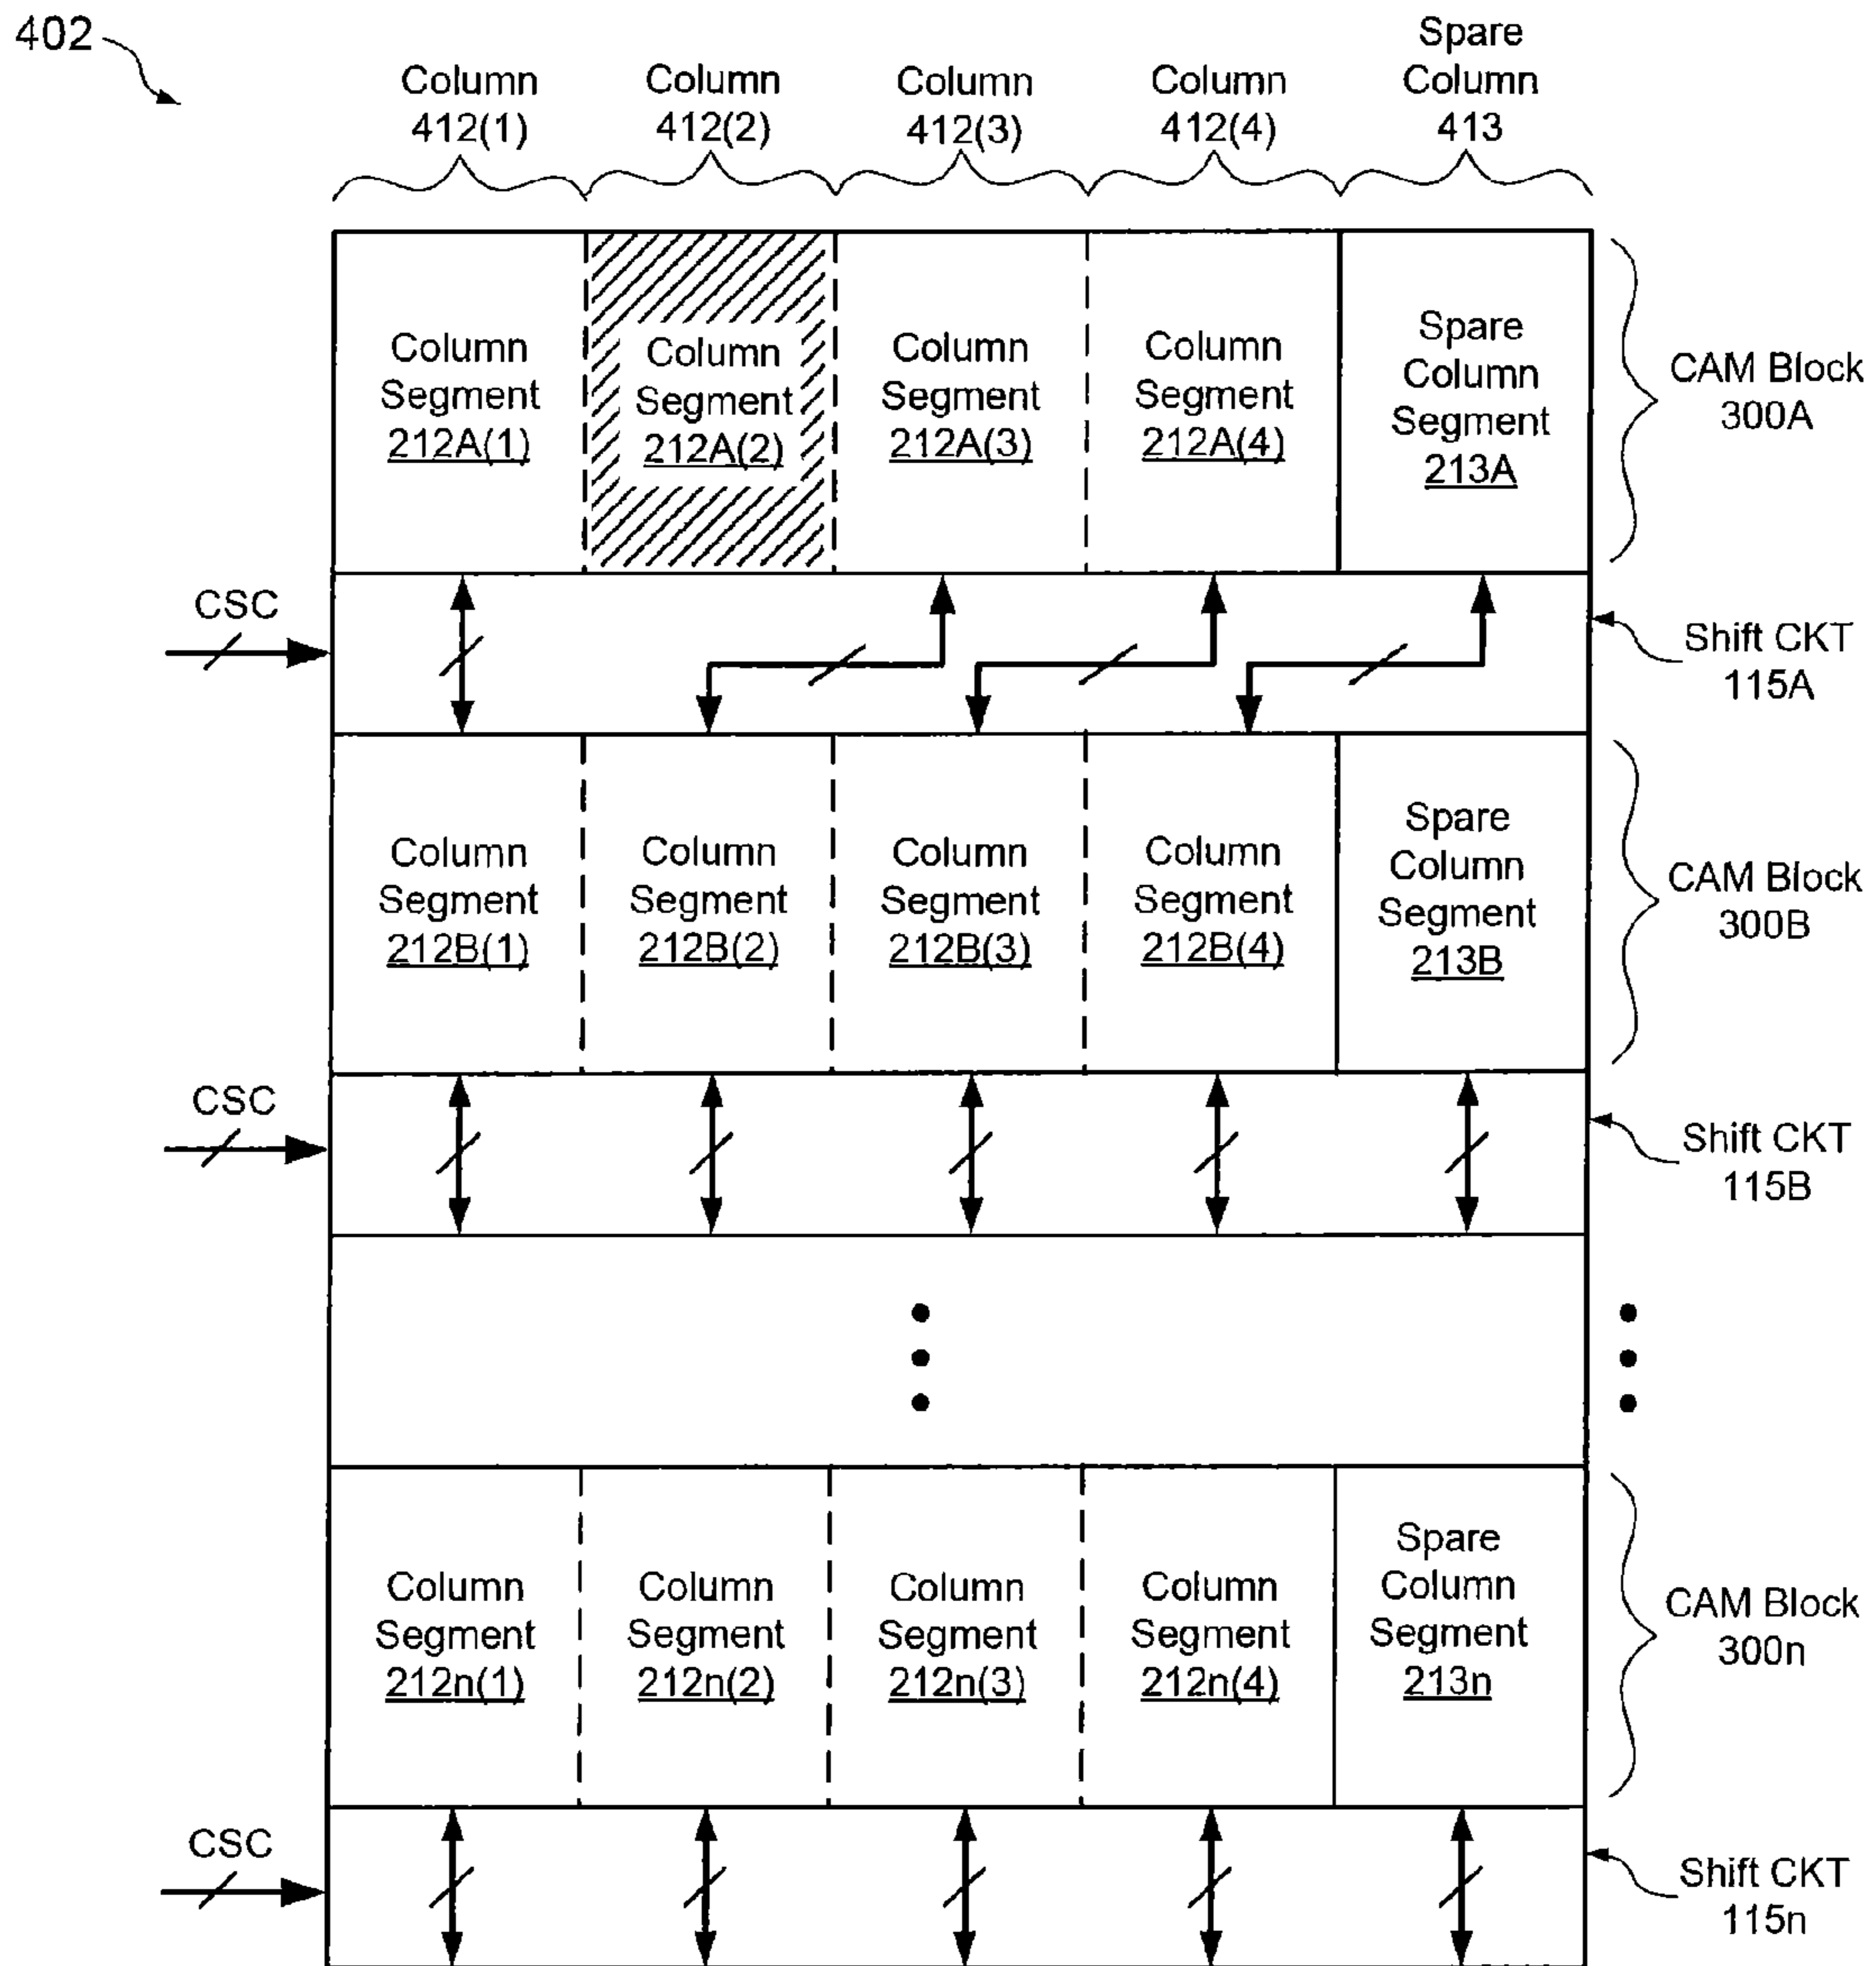 402
Column
412(1)
Column
412(2)
Column
412(3)
Column
412(4)
Spare
Column
413
Column
Segment
212A(1)
Column
Segment
212A(2)
Column
Segment
212A(3)
Column
Segment
212A(4)
Spare
Column
Segment
213A
CAM Block
300A
CSC
Shift CKT
115A
Column
Segment
212B(1)
Column
Segment
212B(2)
Column
Segment
212B(3)
Column
Segment
212B(4)
Spare
Column
Segment
213B
CAM Block
300B
CSC
Shift CKT
115B
Column
Segment
212n(1)
Column
Segment
212n(2)
Column
Segment
212n(3)
Column
Segment
212n(4)
Spare
Column
Segment
213n
CAM Block
300n
CSC
Shift CKT
115n